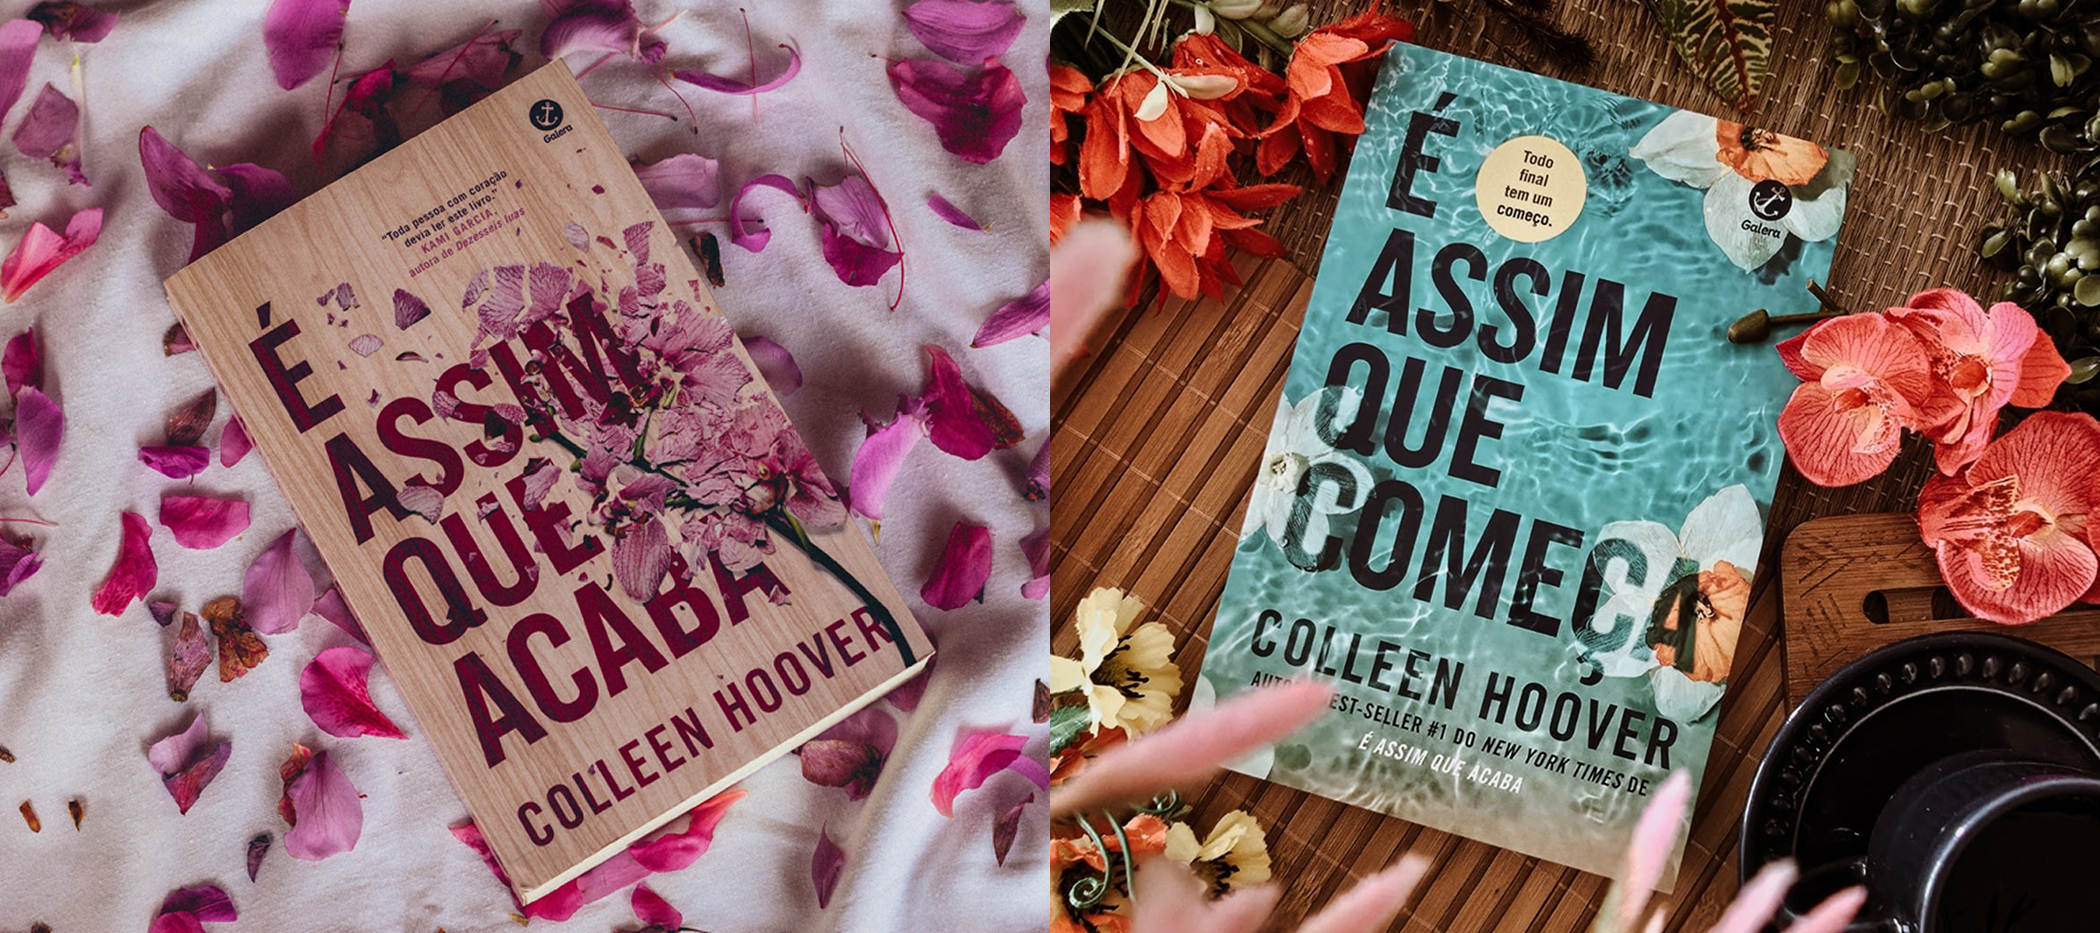 Galera
"Toda pessoa com coração
devia ler este livro."
KAMI GARCIA,
autora de Dezesseis luas
É
ASSIM
QUE
ACABA
COLLEEN HOOVER
É
Todo
final
tem um
começo.
Galera
ASSIM
QUE
COMEÇA
COLLEEN HOOVER
BEST-SELLER #1 DO NEW YORK TIMES DE
É ASSIM QUE ACABA